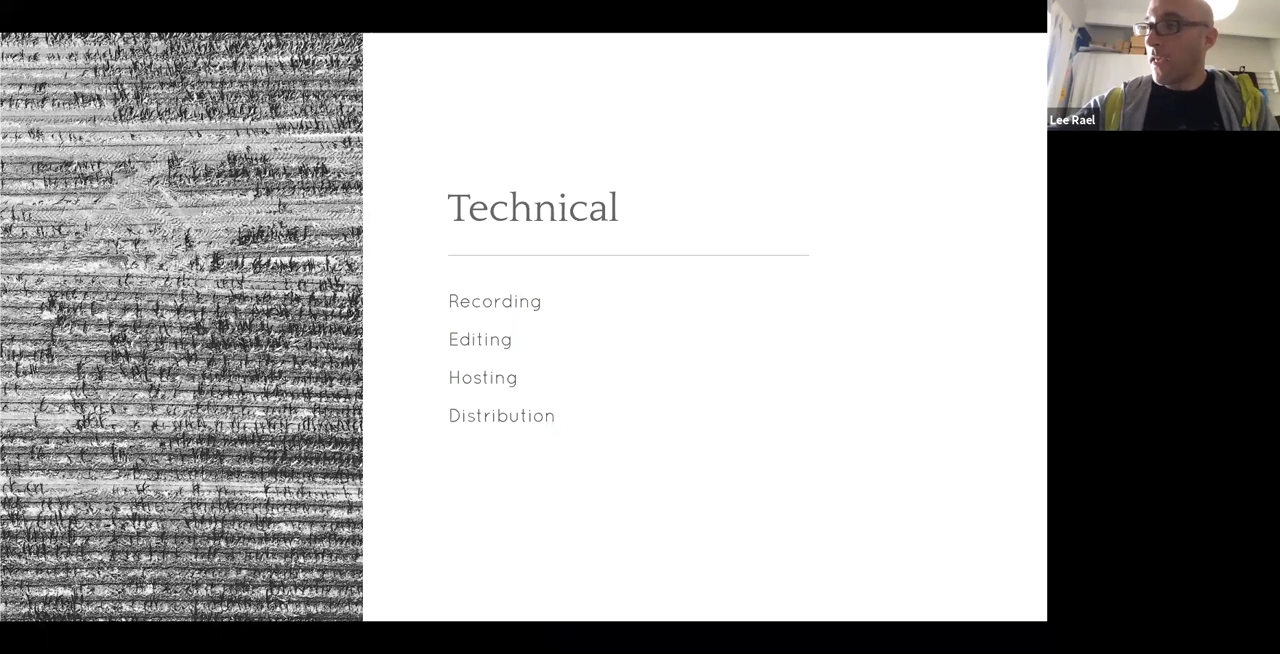 Technical
Recording
Editing
Hosting
Distribution
Lee Rael